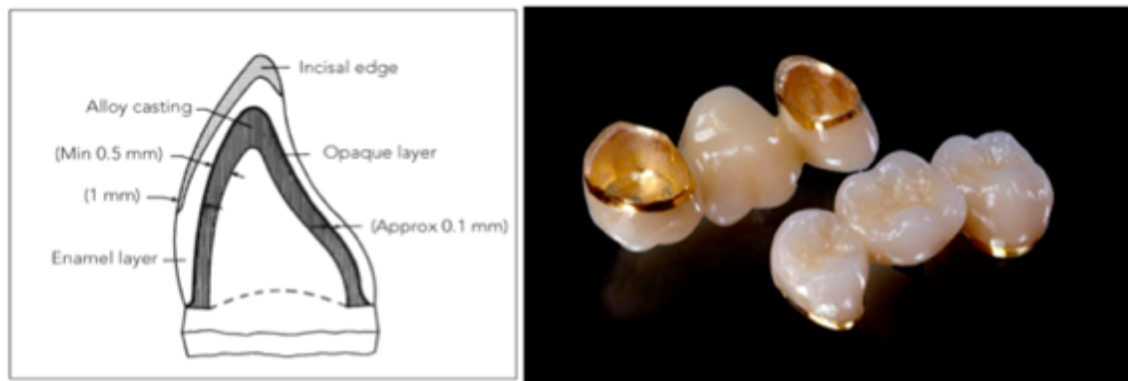 Incisal edge
Alloy casting
(Min 0.5 mm)
Opaque layer
(1 mm)
(Approx 0.1 mm)
Enamel layer